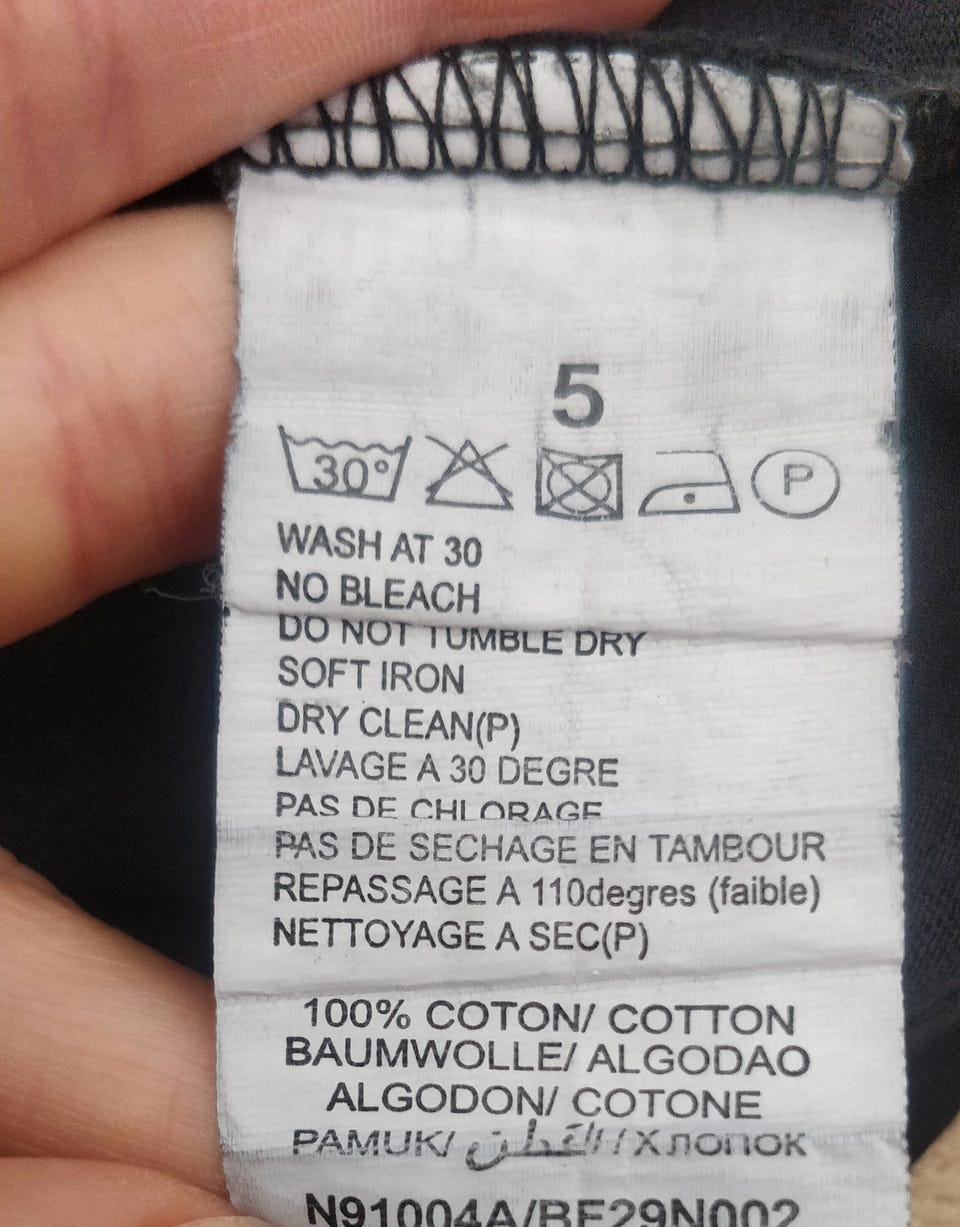 5
30° P
WASH AT 30
NO BLEACH
DO NOT TUMBLE DRY
SOFT IRON
DRY CLEAN(P)
LAVAGE A 30 DEGRE
PAS DE CHLORAGE
PAS DE SECHAGE EN TAMBOUR
REPASSAGE A 110degres (faible)
NETTOYAGE A SEC(P)
100% COTON/ COTTON
BAUMWOLLE/ ALGODAO
ALGODON/ COTONE
PAMUK/ القطن / ХЛОПОК
N91004A/BE29N002